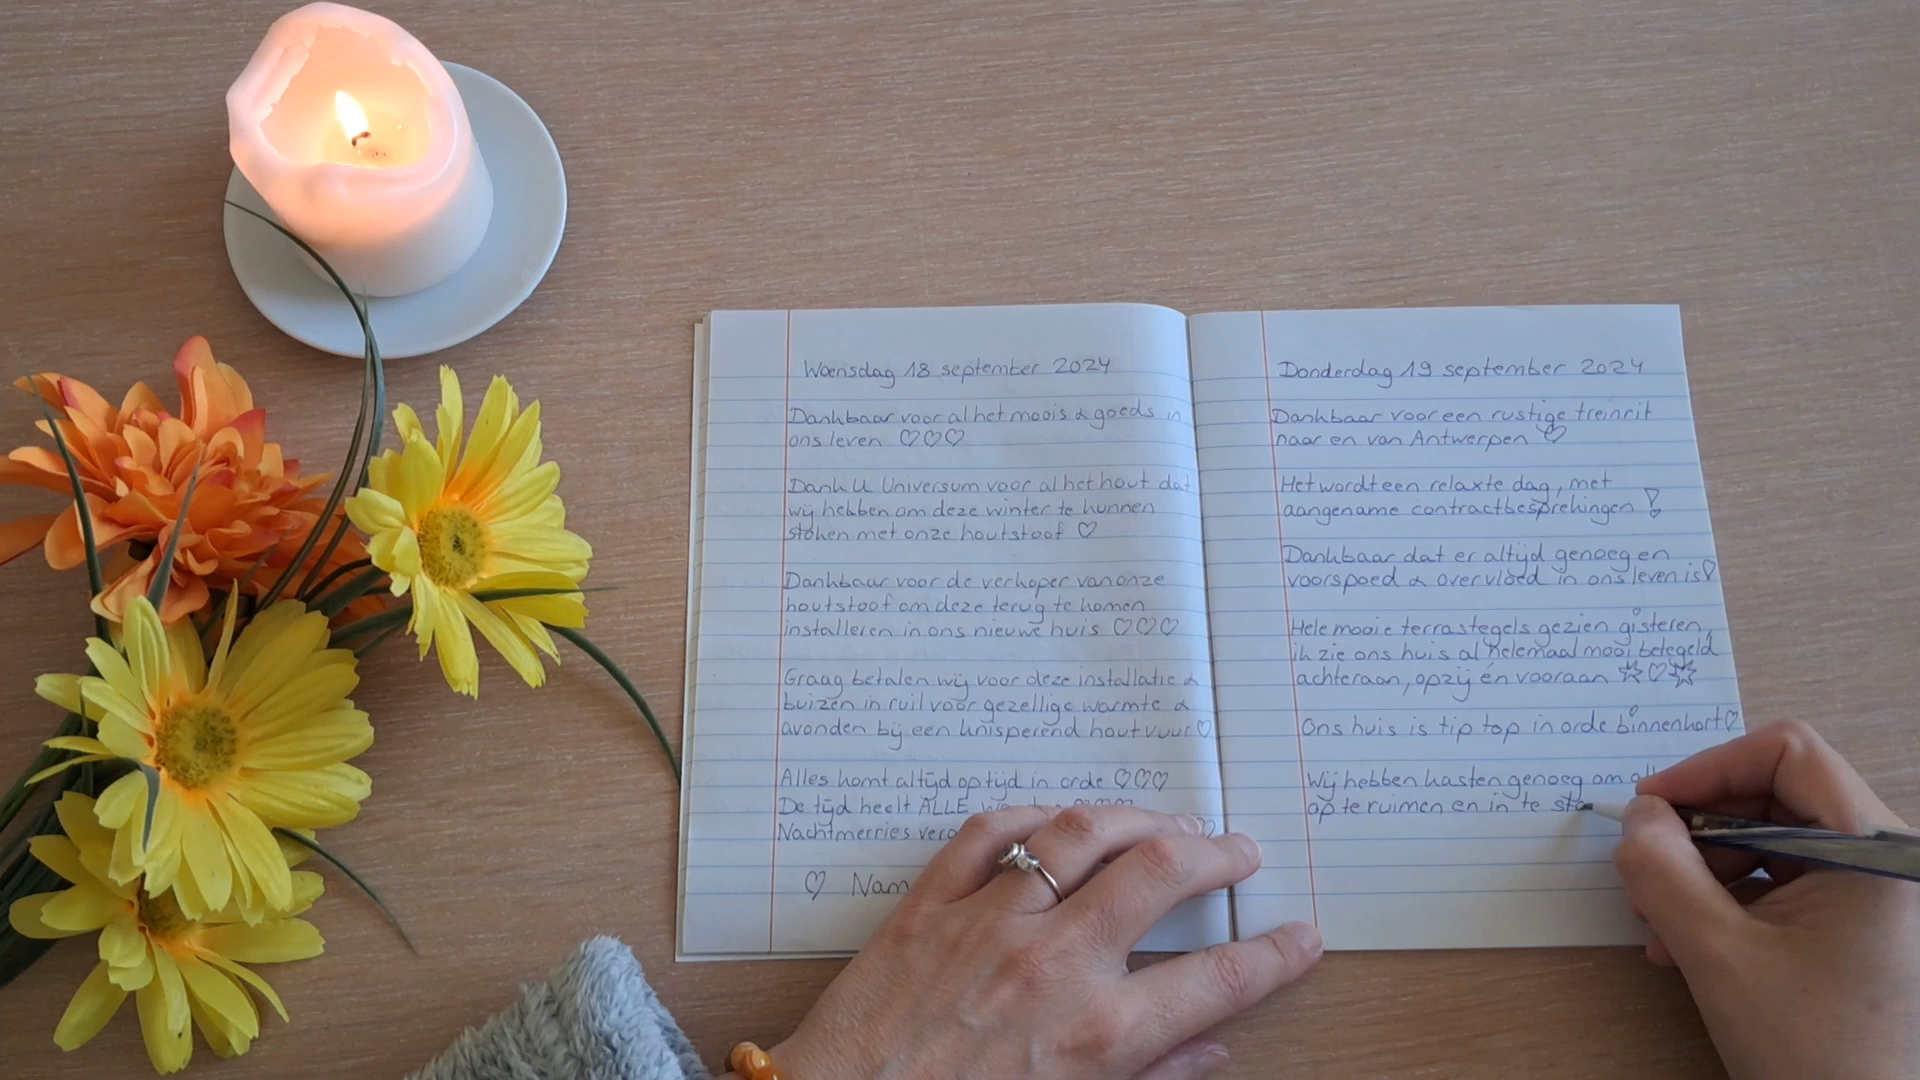 Woensdag 18 september 2024
Dankbaar voor al het moois & goeds in
ons leven ♡♡♡
Dank U Universum voor al het hout dat
wij hebben om deze winter te kunnen
stoken met onze houtstoof ♡
Dankbaar voor de verkoper van onze
houtstoof om deze terug te komen
installeren in ons nieuwe huis ♡♡♡
Graag betalen wij voor deze installatie &
buizen in ruil voor gezellige warmte &
avonden bij een knisperend houtvuur ♡
Alles komt altijd op tijd in orde ♡♡♡
De tijd heelt ALLE
Nachtmerries
♡ Nam
Donderdag 19 september 2024
Dankbaar voor een rustige treinrit
naar en van Antwerpen ♡
Het wordt een relaxte dag, met
aangename contractbesprekingen !
Dankbaar dat er altijd genoeg en
voorspoed & overvloed in ons leven is ♡
Hele mooie terrastegels gezien gisteren,
ik zie ons huis al helemaal mooi betegeld
achteraan, opzij én vooraan ☆♡☆
Ons huis is tip top in orde binnenkort ♡
Wij hebben kasten genoeg om all
op te ruimen en in te sto